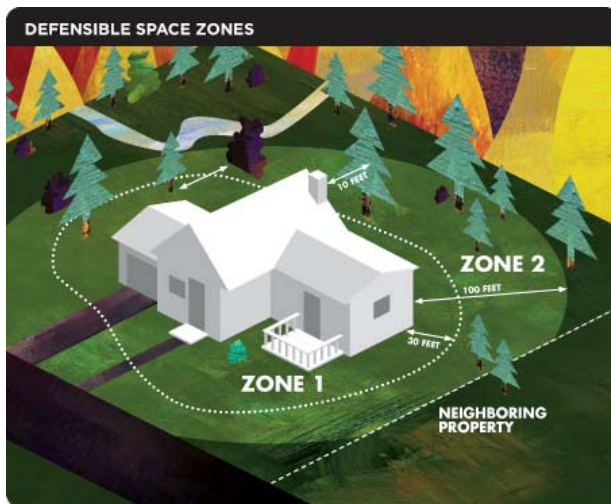 DEFENSIBLE SPACE ZONES
10 FEET
ZONE 2
100 FEET
30 FEET
ZONE 1
NEIGHBORING
PROPERTY